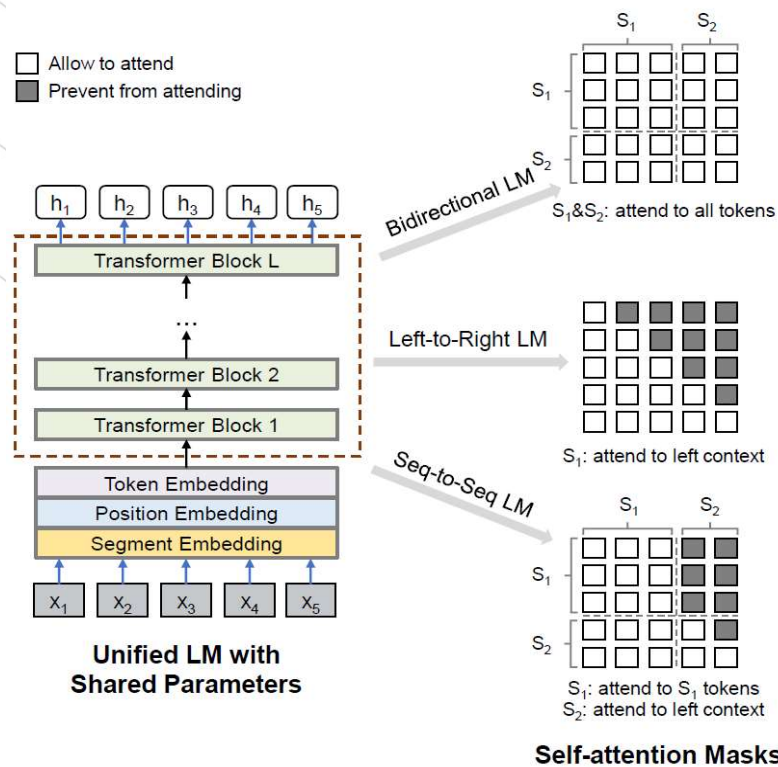 Allow to attend
Prevent from attending
h1 h2 h3 h4 h5
Transformer Block L
...
Transformer Block 2
Transformer Block 1
Token Embedding
Position Embedding
Segment Embedding
x1 x2 x3 x4 x5
Unified LM with
Shared Parameters
Bidirectional LM
Left-to-Right LM
Seq-to-Seq LM
S1 S2
S1
S2
S1&S2: attend to all tokens
S1: attend to left context
S1 S2
S1
S2
S1: attend to S1 tokens
S2: attend to left context
Self-attention Masks